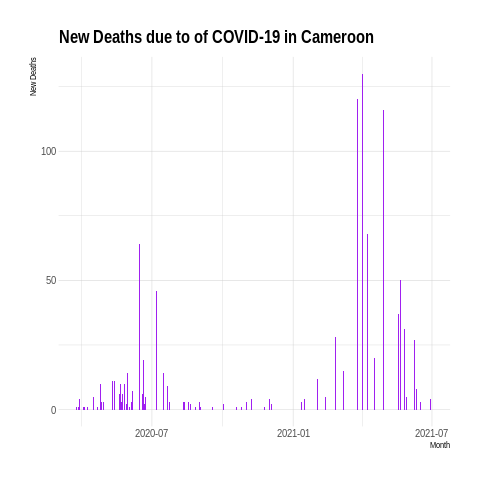 New Deaths due to of COVID-19 in Cameroon
New Deaths
100
50
0
2020-07
2021-01
2021-07
Month